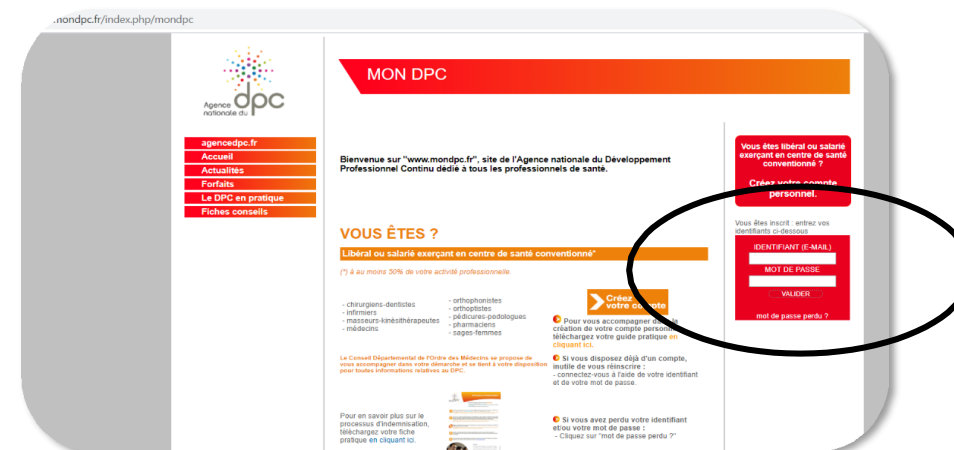 mondpc.fr/index.php/mondpc
Agence
nationale du
dpc
MON DPC
agencedpc.fr
Accueil
Actualités
Forfaits
Le DPC en pratique
Fiches conseils
Bienvenue sur "www.mondpc.fr", site de l'Agence nationale du Développement
Professionnel Continu dédié à tous les professionnels de santé.
VOUS ÊTES ?
Libéral ou salarié exerçant en centre de santé conventionné*
(*) à au moins 50% de votre activité professionnelle.
- chirurgiens-dentistes
- infirmiers
- masseurs-kinésithérapeutes
- médecins
- orthophonistes
- orthoptistes
- pédicures-podologues
- pharmaciens
- sages-femmes
Le Conseil Départemental de l'Ordre des Médecins se propose de
vous accompagner dans votre démarche et se tient à votre disposition
pour toutes informations relatives au DPC.
Pour en savoir plus sur le
processus d'indemnisation,
téléchargez votre fiche
pratique en cliquant ici.
Créez
votre compte
Pour vous accompagner dans la
création de votre compte personnel
téléchargez votre guide pratique en
cliquant ici.
Si vous disposez déjà d'un compte,
inutile de vous réinscrire :
- connectez-vous à l'aide de votre identifiant
et de votre mot de passe.
Si vous avez perdu votre identifiant
et/ou votre mot de passe :
- Cliquez sur "mot de passe perdu ?"
Vous êtes libéral ou salarié
exerçant en centre de santé
conventionné ?
Créez votre compte
personnel.
Vous êtes inscrit : entrez vos
identifiants ci-dessous
IDENTIFIANT (E-MAIL)
MOT DE PASSE
VALIDER
mot de passe perdu ?